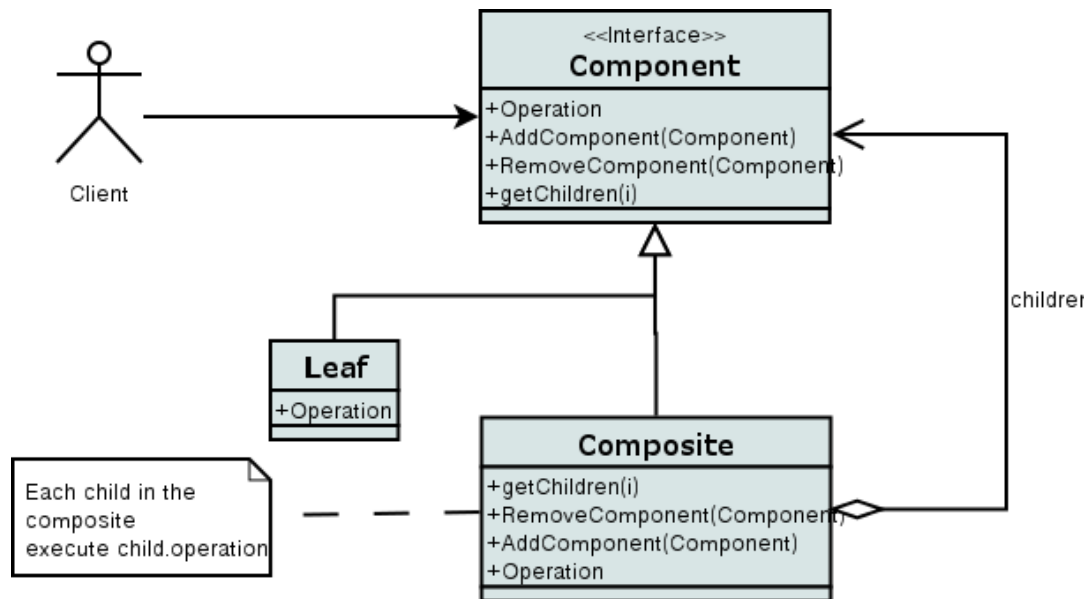 <<Interface>>
Component
+Operation
+AddComponent(Component)
+RemoveComponent(Component)
+getChildren(i)
Client
children
Leaf
+Operation
Composite
+getChildren(i)
+RemoveComponent(Component)
+AddComponent(Component)
+Operation
Each child in the
composite
execute child.operation